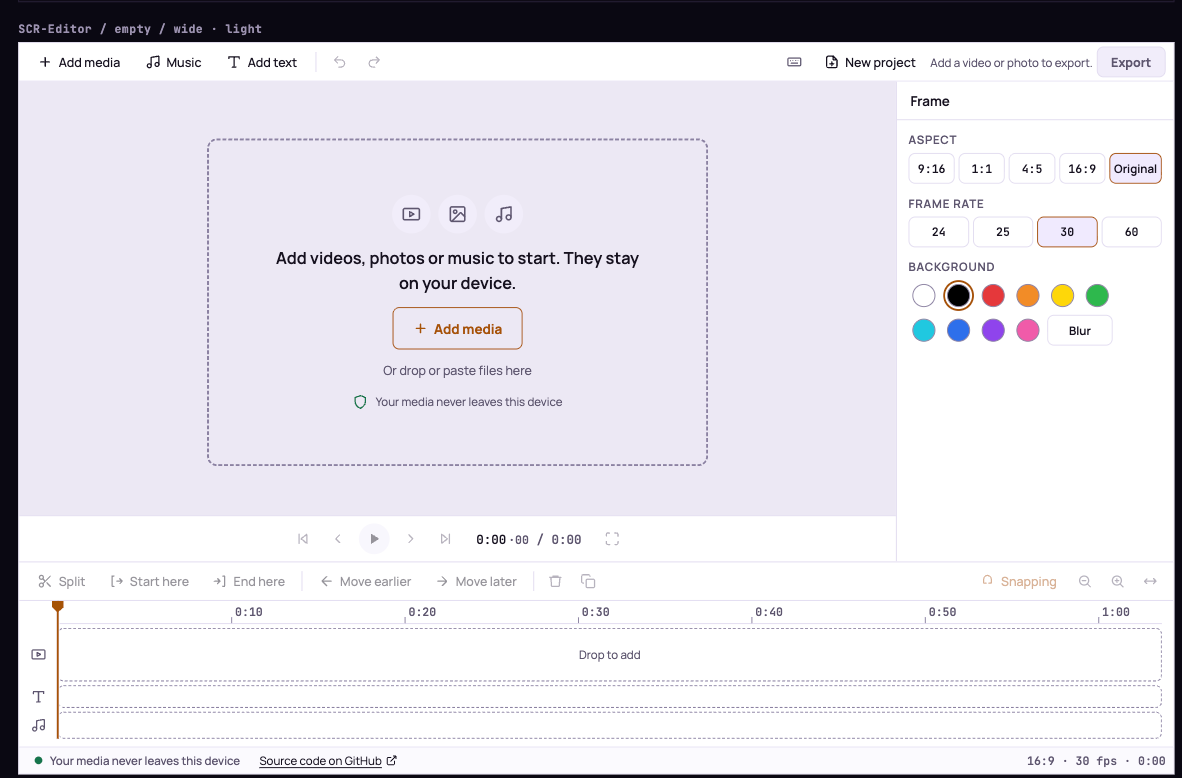 SCR-Editor / empty / wide · light
Add media
Music
Add text
New project
Add a video or photo to export.
Export
Frame
ASPECT
9:16
1:1
4:5
16:9
Original
FRAME RATE
24
25
30
60
BACKGROUND
Blur
Add videos, photos or music to start. They stay
on your device.
Add media
Or drop or paste files here
Your media never leaves this device
0:00·00 / 0:00
Split
Start here
End here
Move earlier
Move later
Snapping
0:10
0:20
0:30
0:40
0:50
1:00
Drop to add
Your media never leaves this device
Source code on GitHub
16:9 · 30 fps · 0:00